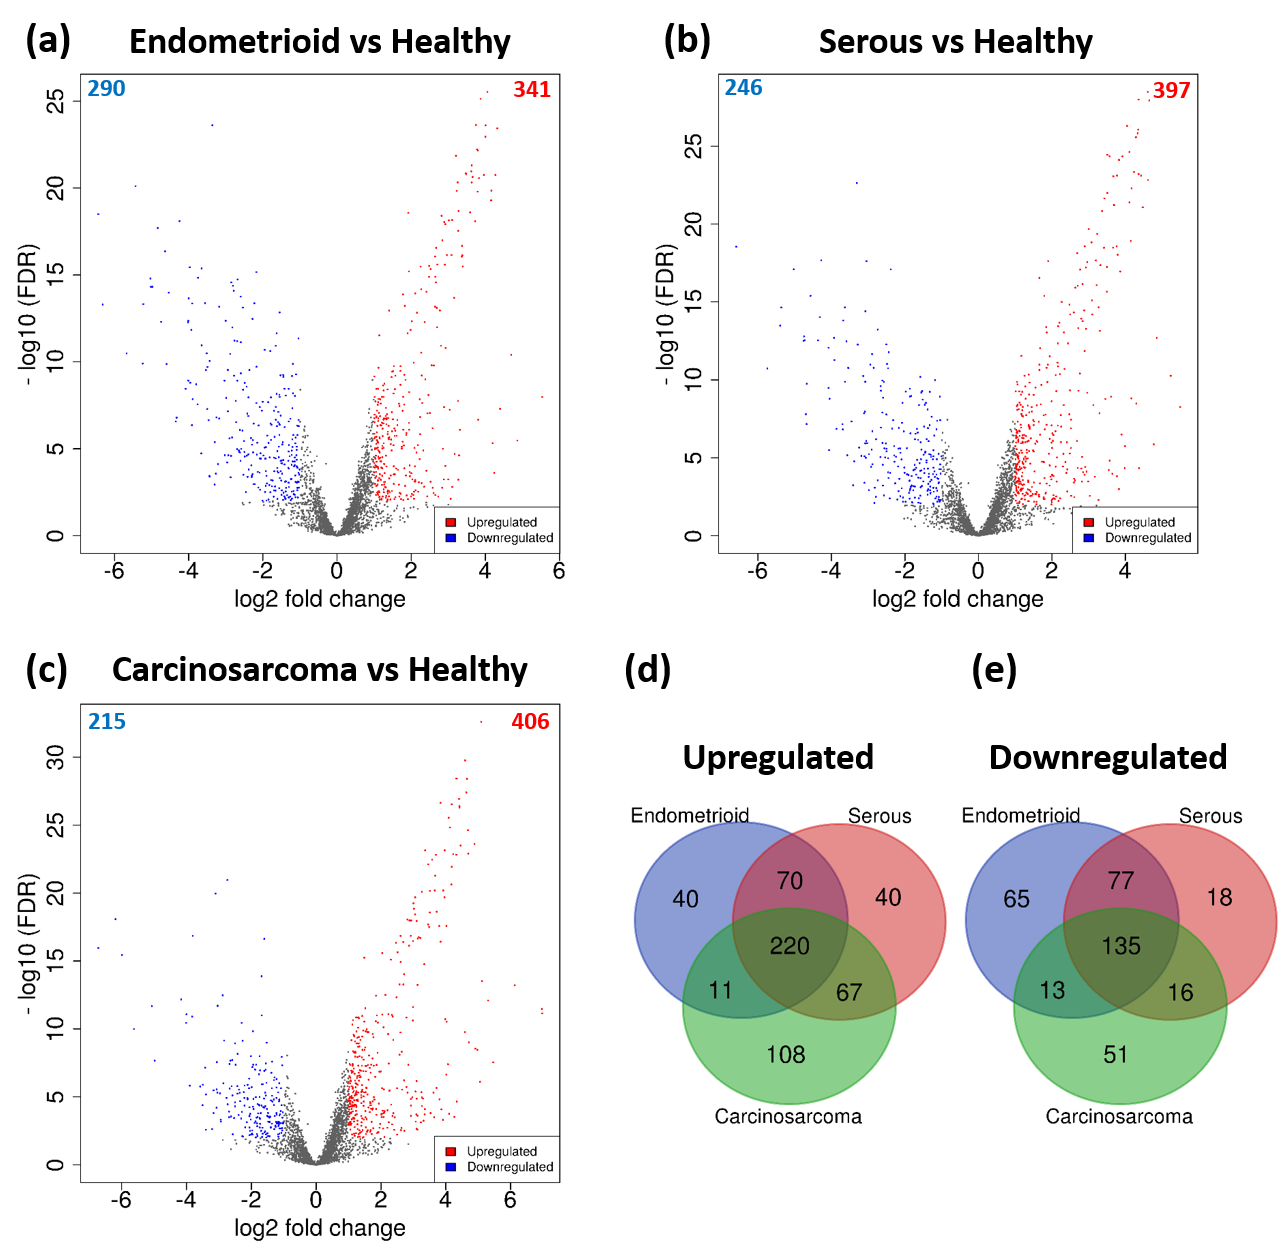 (a) Endometrioid vs Healthy
290 341
25
20
15
10
5
0
- log10 (FDR)
-6 -4 -2 0 2 4 6
log2 fold change
Upregulated
Downregulated
(b) Serous vs Healthy
246 397
25
20
15
10
5
0
- log10 (FDR)
-6 -4 -2 0 2 4
log2 fold change
Upregulated
Downregulated
(c) Carcinosarcoma vs Healthy
215 406
30
25
20
15
10
5
0
- log10 (FDR)
-6 -4 -2 0 2 4 6
log2 fold change
Upregulated
Downregulated
(d)
Upregulated
Endometrioid Serous
40 70 40
220
11 67
108
Carcinosarcoma
(e)
Downregulated
Endometrioid Serous
65 77 18
135
13 16
51
Carcinosarcoma